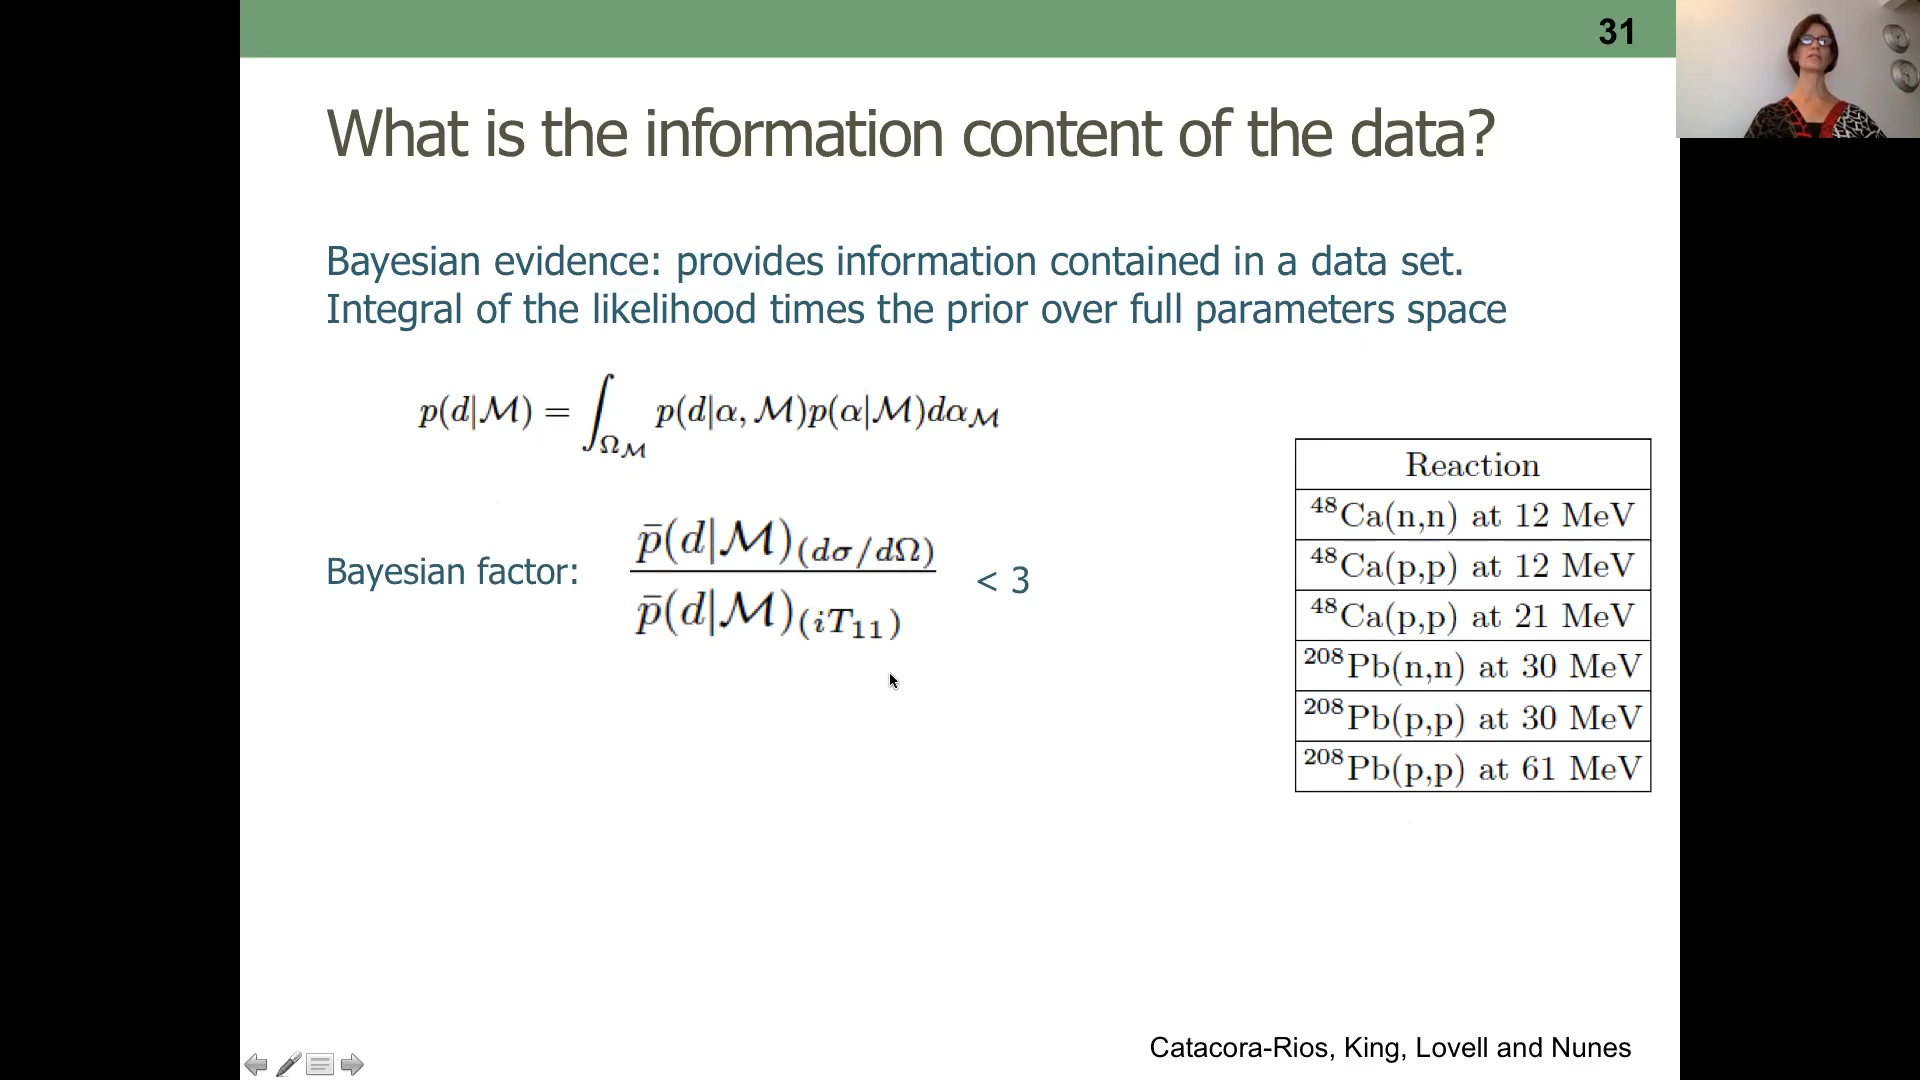 31
What is the information content of the data?
Bayesian evidence: provides information contained in a data set.
Integral of the likelihood times the prior over full parameters space
p(d|ℳ) = ∫_{Ω_ℳ} p(d|α, ℳ)p(α|ℳ)dα_ℳ
Bayesian factor:
p̄(d|ℳ)_{(dσ/dΩ)}
p̄(d|ℳ)_{(iT₁₁)}
< 3
Reaction
⁴⁸Ca(n,n) at 12 MeV
⁴⁸Ca(p,p) at 12 MeV
⁴⁸Ca(p,p) at 21 MeV
²⁰⁸Pb(n,n) at 30 MeV
²⁰⁸Pb(p,p) at 30 MeV
²⁰⁸Pb(p,p) at 61 MeV
Catacora-Rios, King, Lovell and Nunes